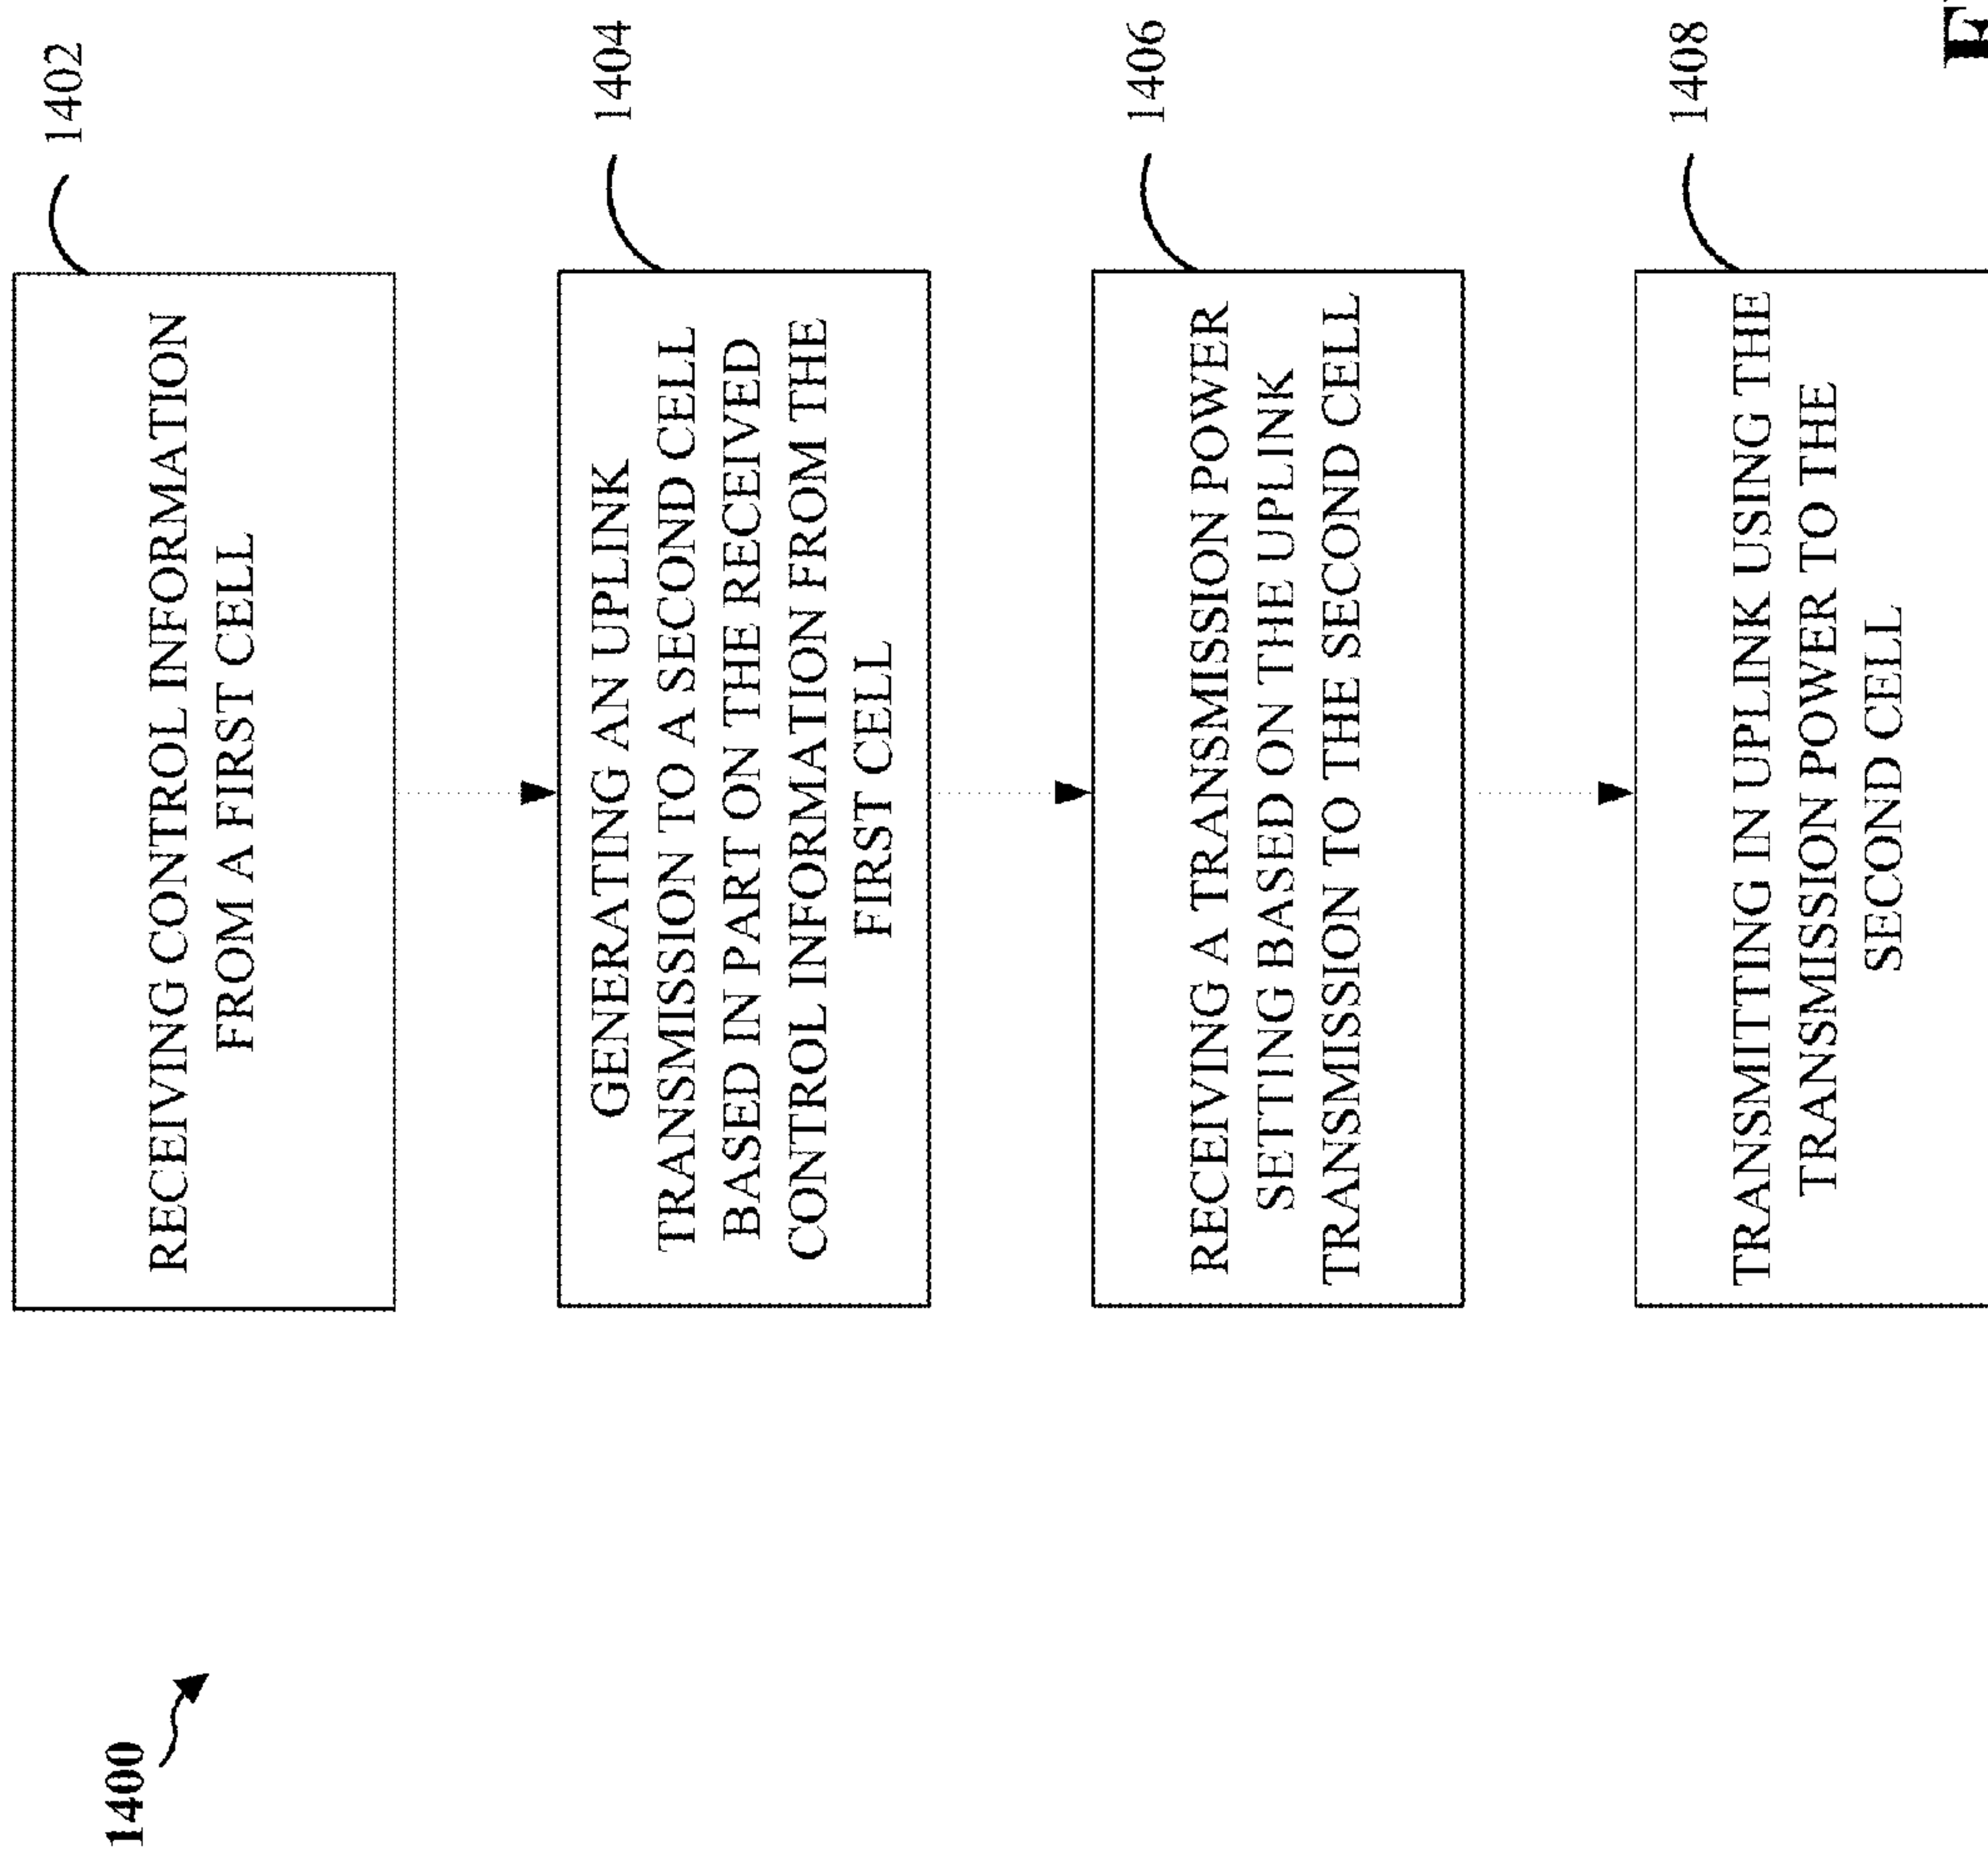 1400
RECEIVING CONTROL INFORMATION
FROM A FIRST CELL
1402
GENERATING AN UPLINK
TRANSMISSION TO A SECOND CELL
BASED IN PART ON THE RECEIVED
CONTROL INFORMATION FROM THE
FIRST CELL
1404
RECEIVING A TRANSMISSION POWER
SETTING BASED ON THE UPLINK
TRANSMISSION TO THE SECOND CELL
1406
TRANSMITTING IN UPLINK USING THE
TRANSMISSION POWER TO THE
SECOND CELL
1408